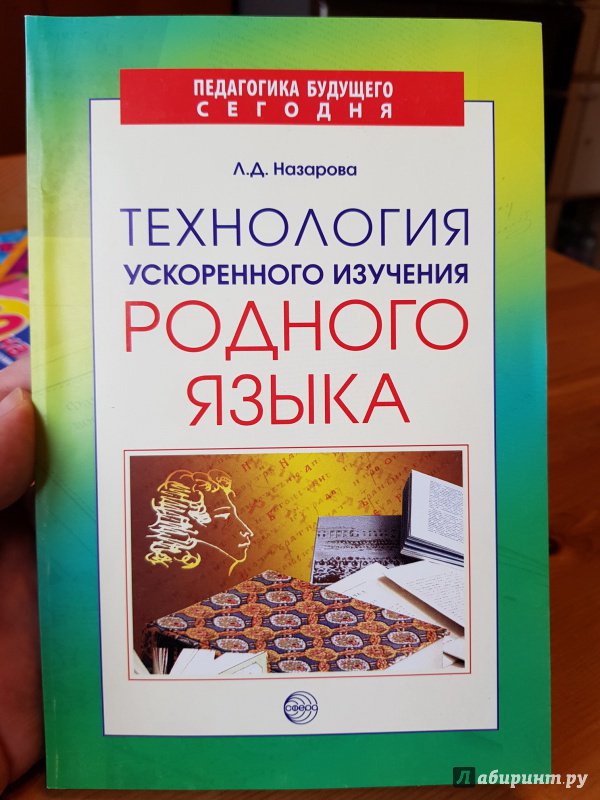 ПЕДАГОГИКА БУДУЩЕГО
СЕГОДНЯ
Л.Д. Назарова
ТЕХНОЛОГИЯ
УСКОРЕННОГО ИЗУЧЕНИЯ
РОДНОГО
ЯЗЫКА
сфера
Лабиринт.ру